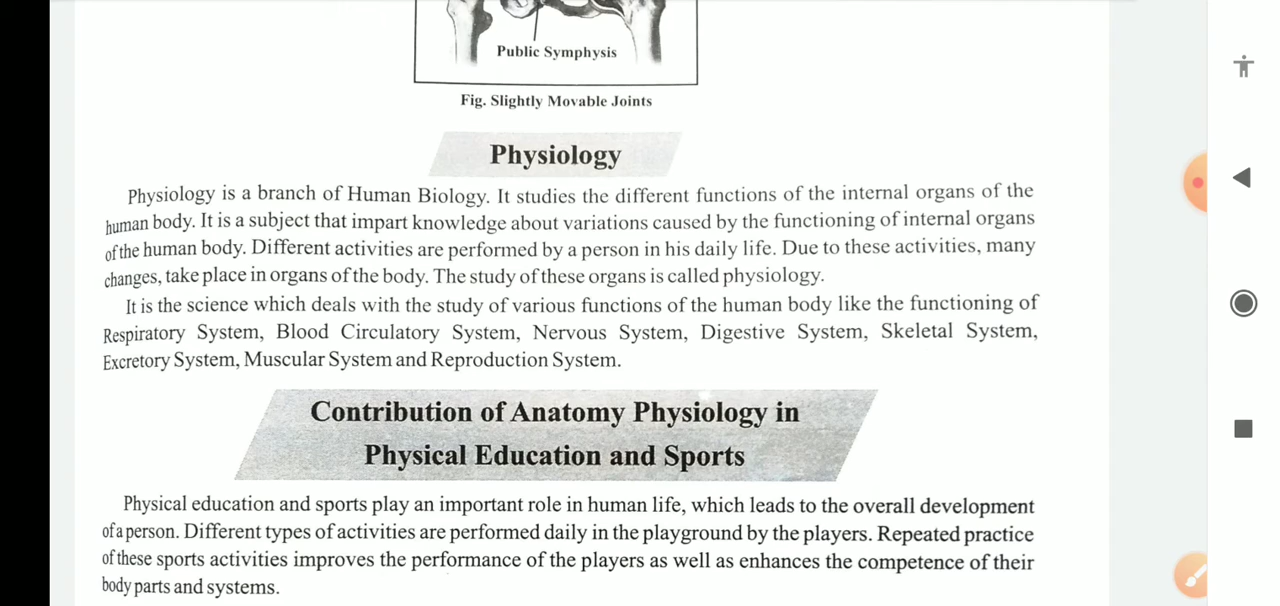 Public Symphysis
Fig. Slightly Movable Joints
Physiology
Physiology is a branch of Human Biology. It studies the different functions of the internal organs of the
human body. It is a subject that impart knowledge about variations caused by the functioning of internal organs
of the human body. Different activities are performed by a person in his daily life. Due to these activities, many
changes, take place in organs of the body. The study of these organs is called physiology.
It is the science which deals with the study of various functions of the human body like the functioning of
Respiratory System, Blood Circulatory System, Nervous System, Digestive System, Skeletal System,
Excretory System, Muscular System and Reproduction System.
Contribution of Anatomy Physiology in
Physical Education and Sports
Physical education and sports play an important role in human life, which leads to the overall development
of a person. Different types of activities are performed daily in the playground by the players. Repeated practice
of these sports activities improves the performance of the players as well as enhances the competence of their
body parts and systems.